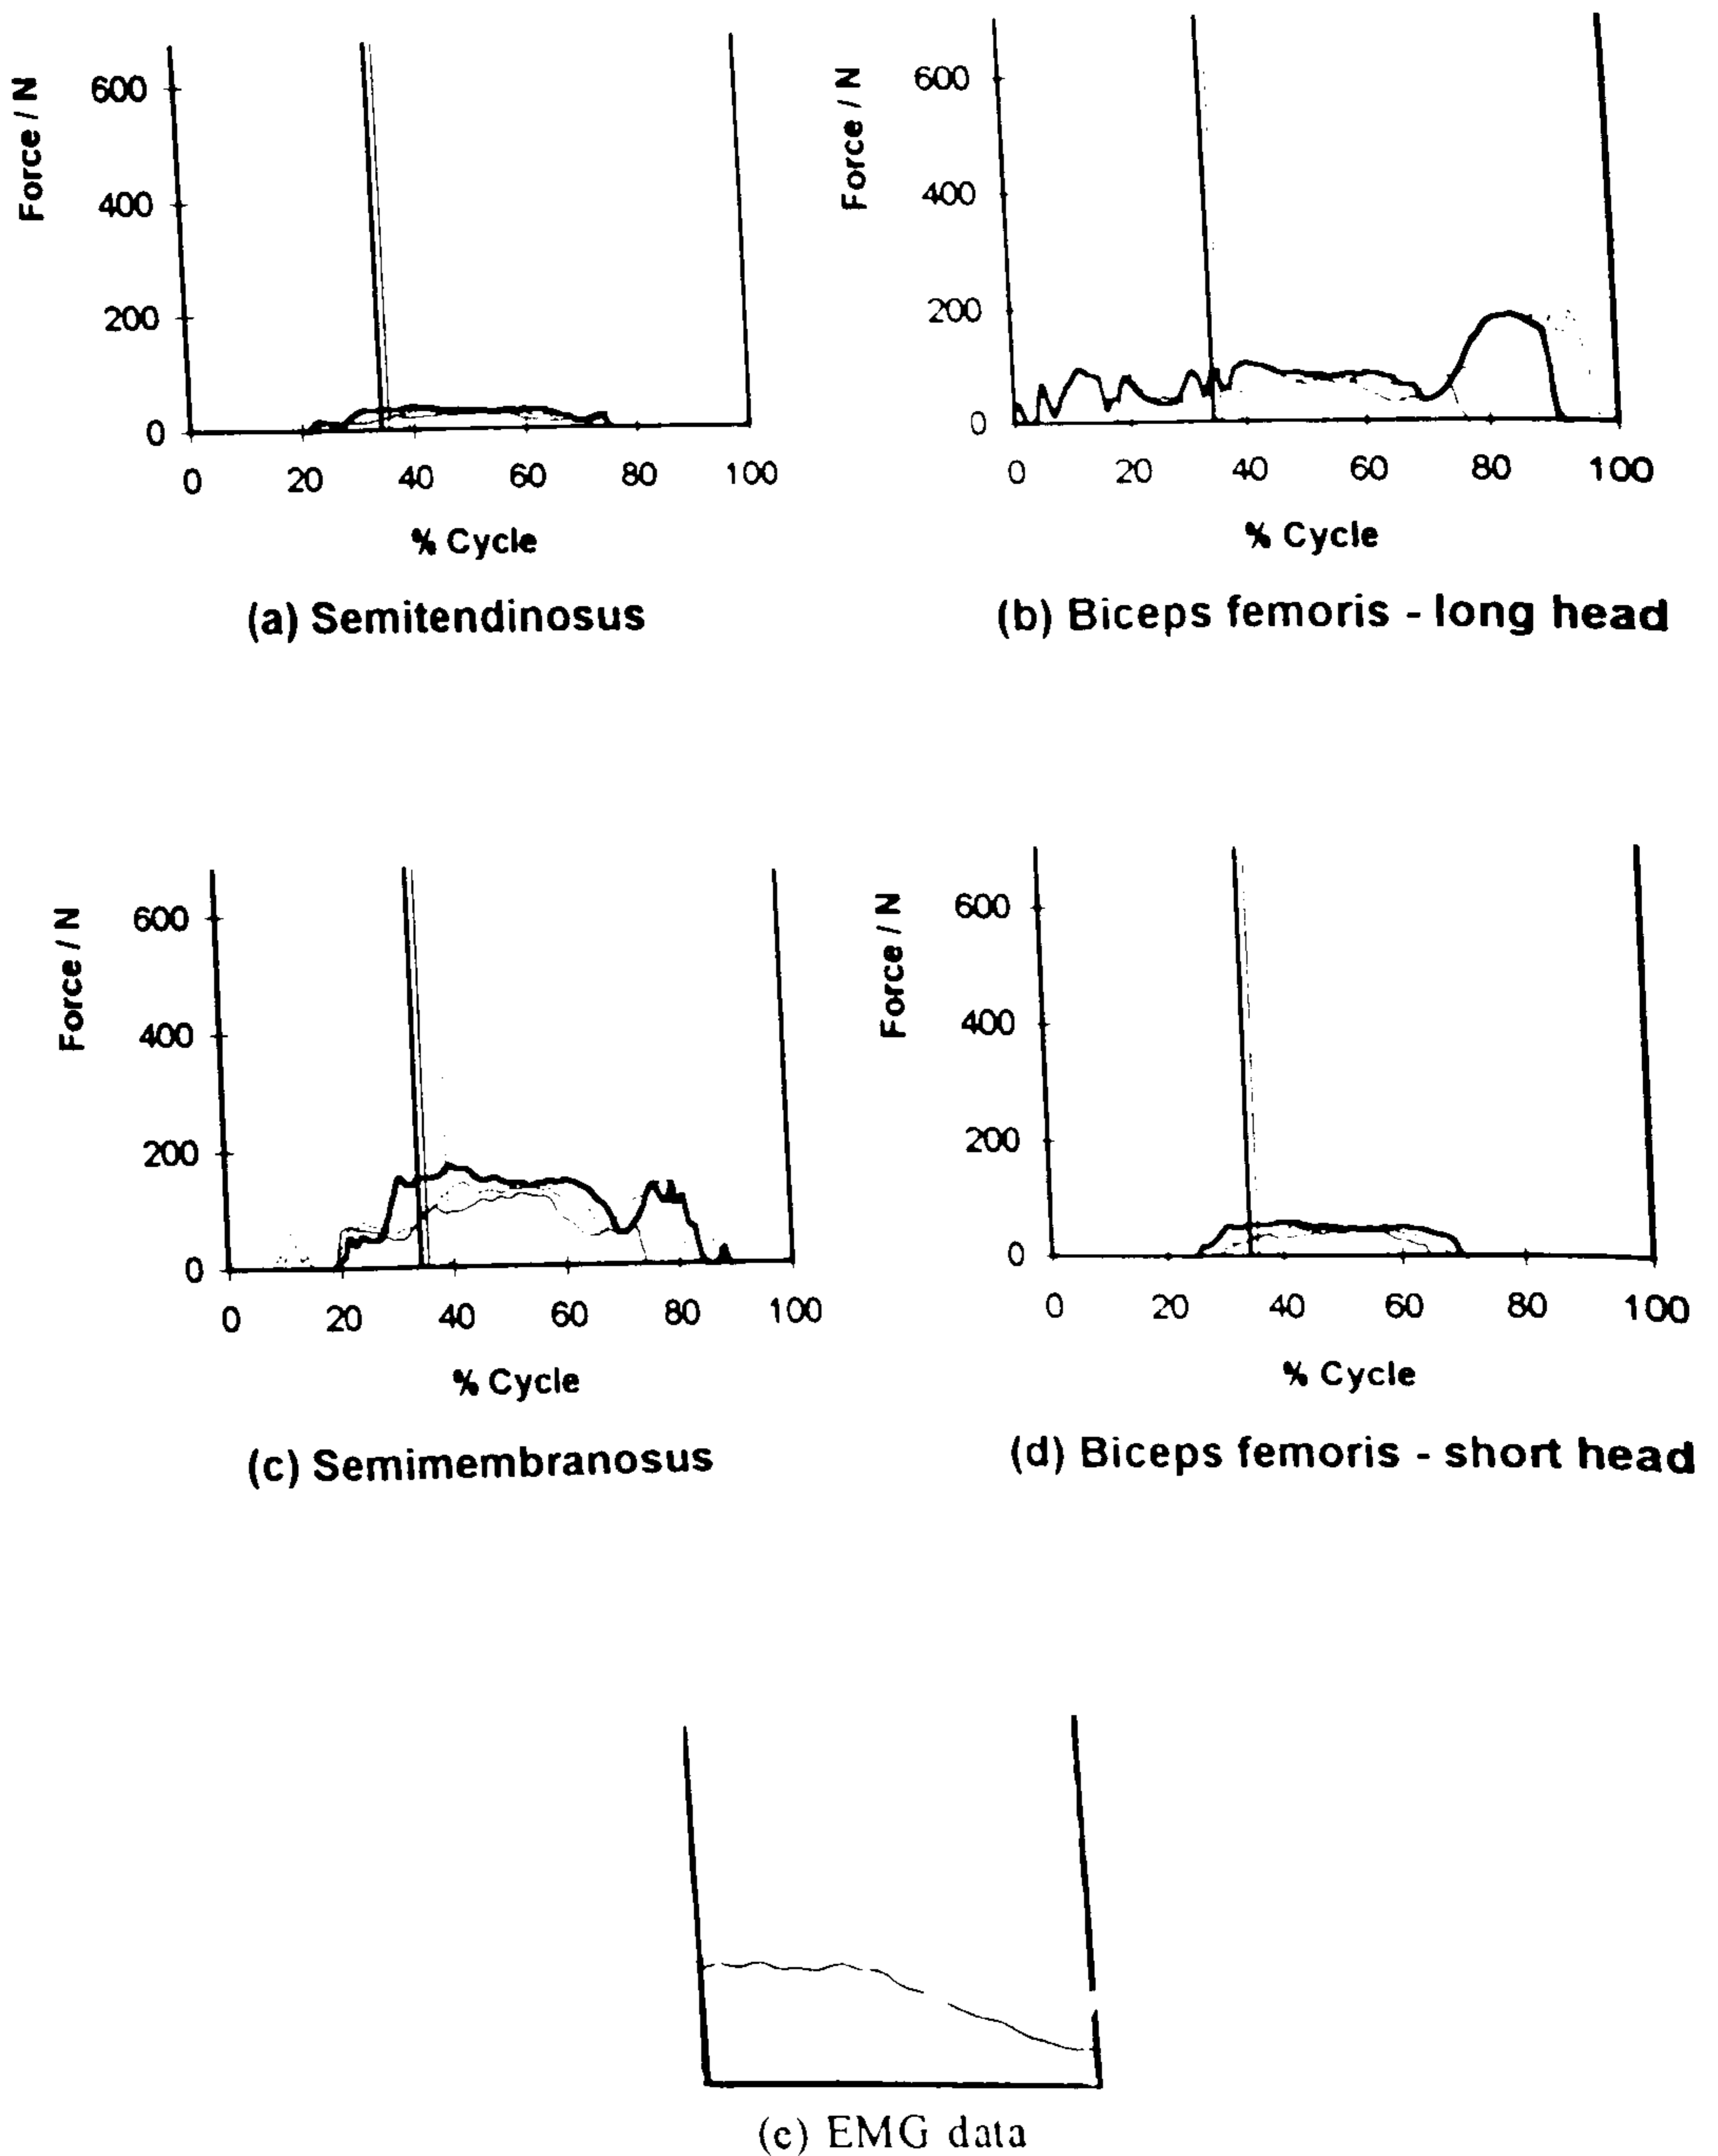 Force / N
600
400
200
0
0 20 40 60 80 100
% Cycle
(a) Semitendinosus
Force / N
600
400
200
0
0 20 40 60 80 100
% Cycle
(b) Biceps femoris - long head
Force / N
600
400
200
0
0 20 40 60 80 100
% Cycle
(c) Semimembranosus
Force / N
600
400
200
0
0 20 40 60 80 100
% Cycle
(d) Biceps femoris - short head
(e) EMG data